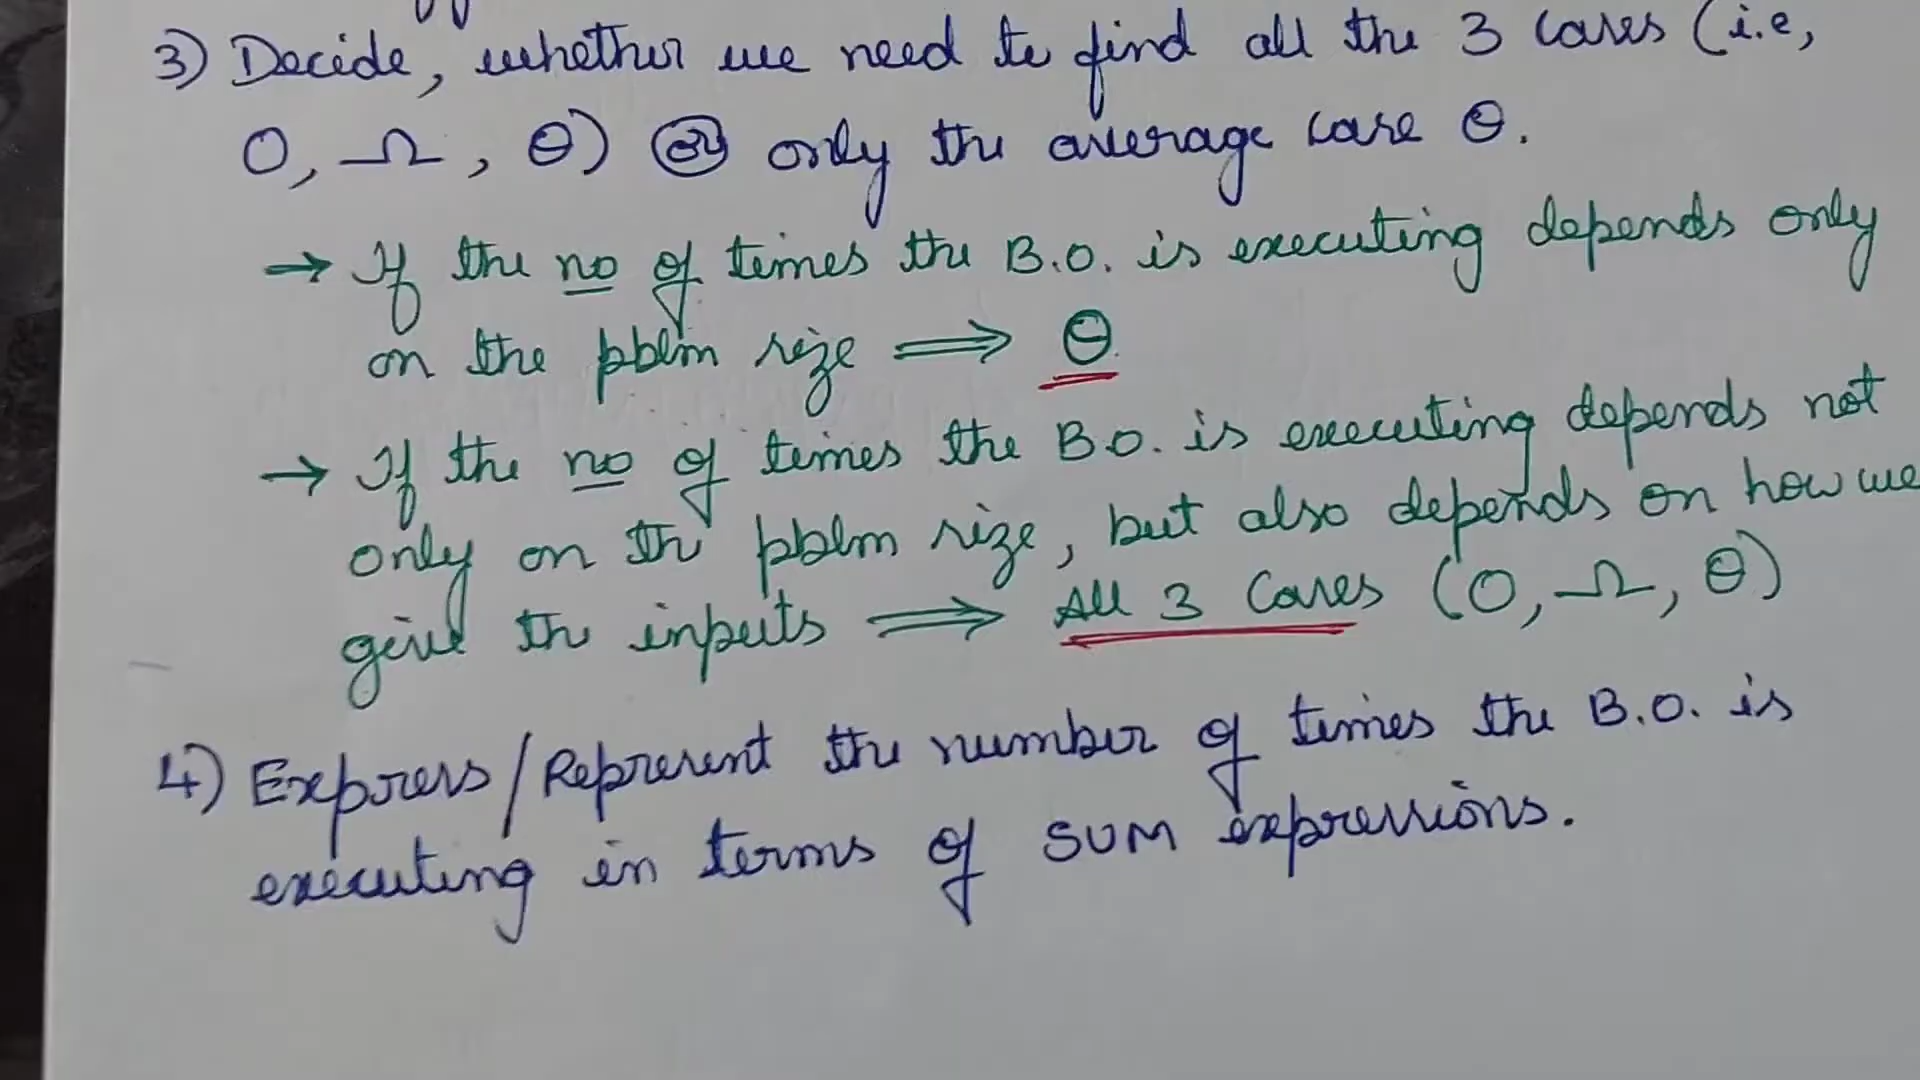 3) Decide, whether we need to find all the 3 cases (i.e,
O, Ω, θ) or only the average case θ.
→ If the no of times the B.O. is executing depends only
on the pblm size ⟹ θ
→ If the no of times the B.O. is executing depends not
only on the pblm size, but also depends on how we
give the inputs ⟹ All 3 Cases (O, Ω, θ)
4) Express/Represent the number of times the B.O. is
executing in terms of SUM expressions.